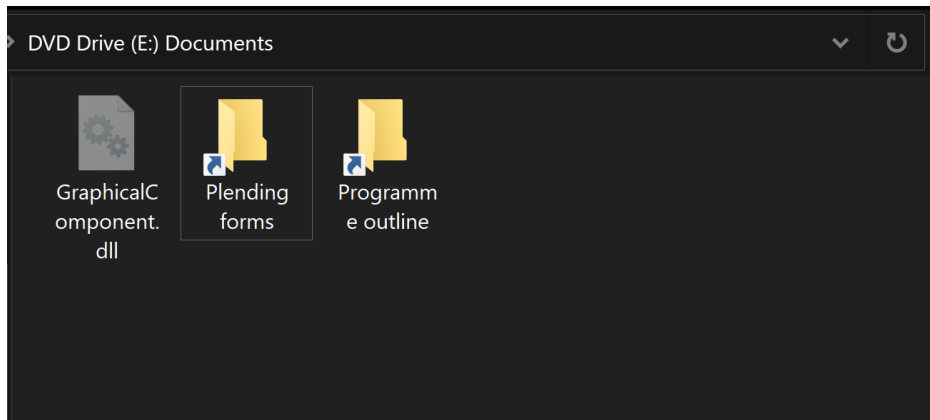 DVD Drive (E:) Documents
GraphicalC
omponent.
dll
Plending
forms
Programm
e outline